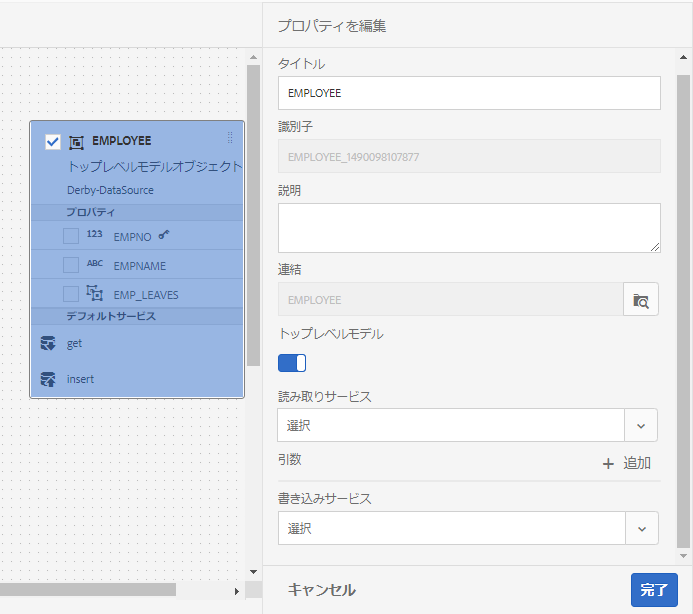 EMPLOYEE
トップレベルモデルオブジェクト
Derby-DataSource
プロパティ
123 EMPNO
ABC EMPNAME
EMP_LEAVES
デフォルトサービス
get
insert
プロパティを編集
タイトル
EMPLOYEE
識別子
EMPLOYEE_1490098107877
説明
連結
EMPLOYEE
トップレベルモデル
読み取りサービス
選択
引数
+ 追加
書き込みサービス
選択
キャンセル
完了